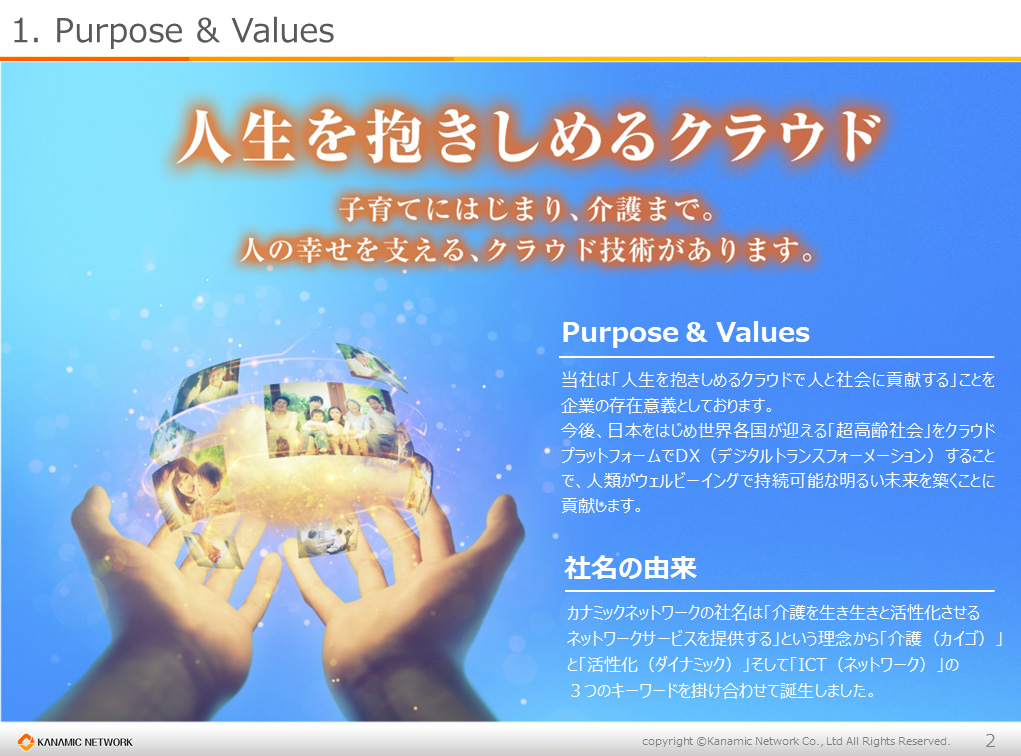 1. Purpose & Values
人生を抱きしめるクラウド
子育てにはじまり、介護まで。
人の幸せを支える、クラウド技術があります。
Purpose & Values
当社は「人生を抱きしめるクラウドで人と社会に貢献する」ことを
企業の存在意義としております。
今後、日本をはじめ世界各国が迎える「超高齢社会」をクラウド
プラットフォームでDX（デジタルトランスフォーメーション）すること
で、人類がウェルビーイングで持続可能な明るい未来を築くことに
貢献します。
社名の由来
カナミックネットワークの社名は「介護を生き生きと活性化させる
ネットワークサービスを提供する」という理念から「介護（カイゴ）」
と「活性化（ダイナミック）」そして「ICT（ネットワーク）」の
３つのキーワードを掛け合わせて誕生しました。
KANAMIC NETWORK
copyright ©Kanamic Network Co., Ltd All Rights Reserved.
2